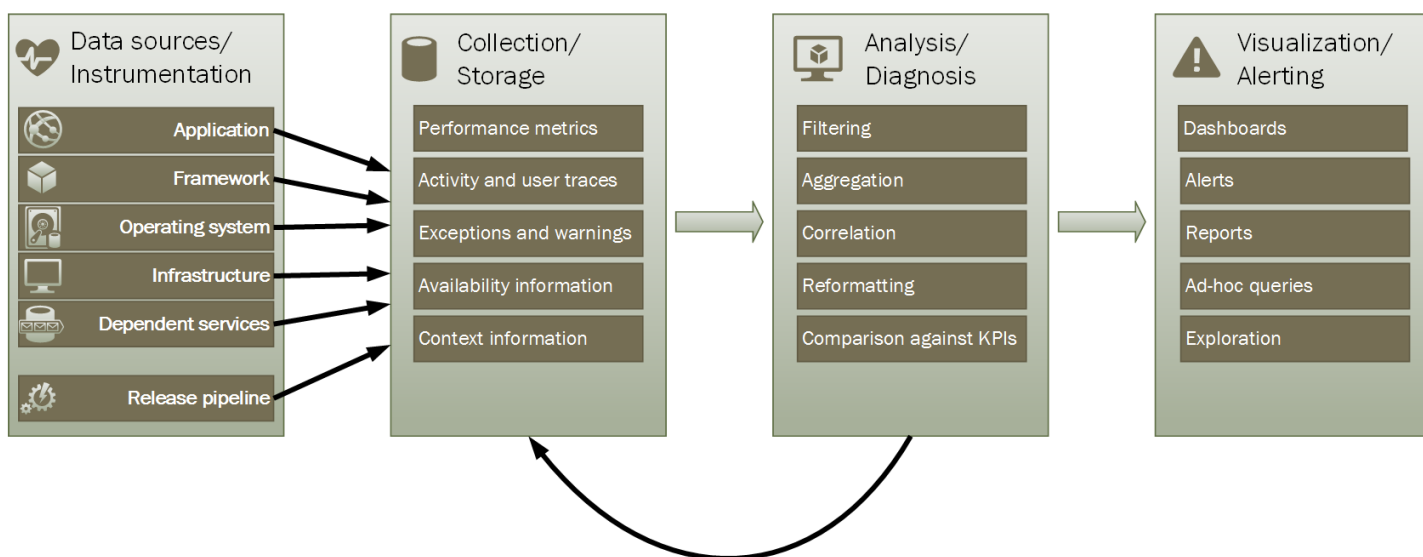 Data sources/
Instrumentation
Application
Framework
Operating system
Infrastructure
Dependent services
Release pipeline
Collection/
Storage
Performance metrics
Activity and user traces
Exceptions and warnings
Availability information
Context information
Analysis/
Diagnosis
Filtering
Aggregation
Correlation
Reformatting
Comparison against KPIs
Visualization/
Alerting
Dashboards
Alerts
Reports
Ad-hoc queries
Exploration